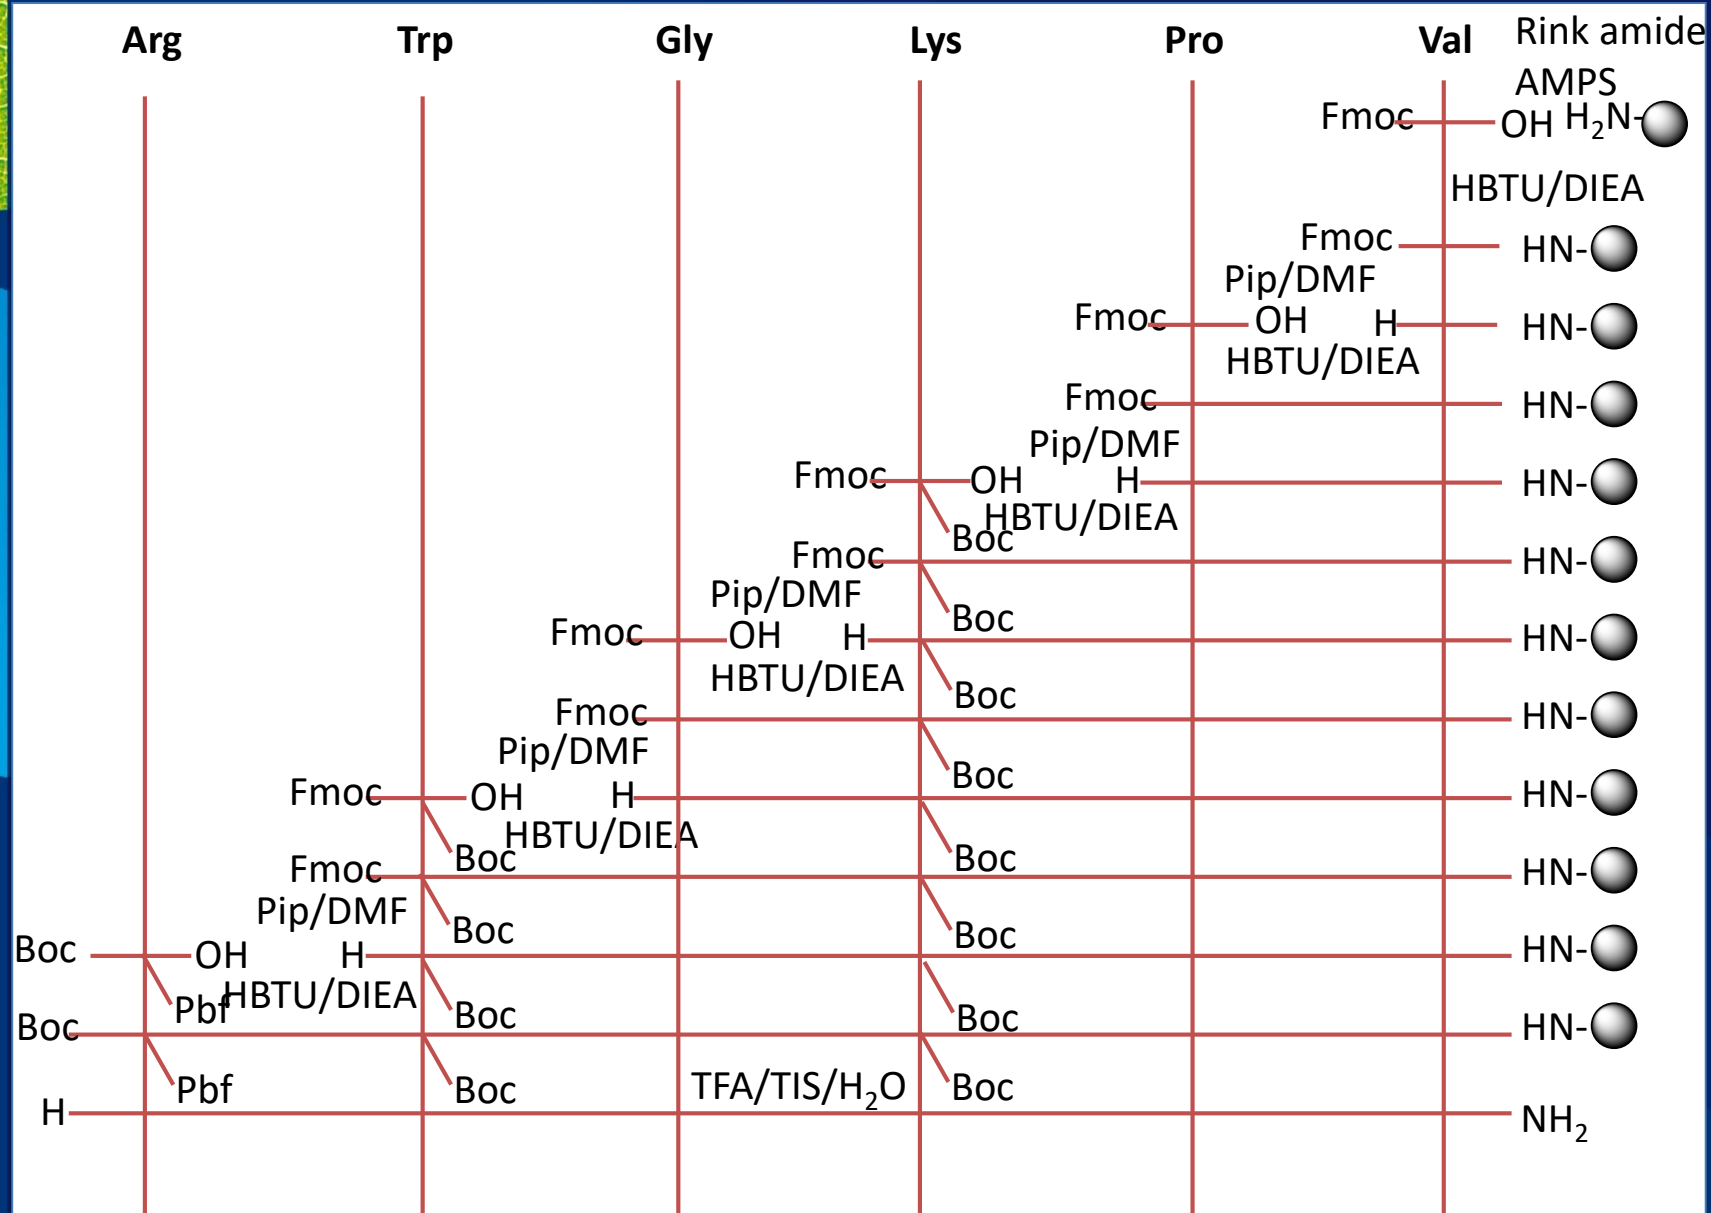 Arg Trp Gly Lys Pro Val Rink amide
AMPS
Fmoc OH H₂N-
HBTU/DIEA
Fmoc HN-
Pip/DMF
Fmoc OH H HN-
HBTU/DIEA
Fmoc HN-
Pip/DMF
Fmoc OH H HN-
HBTU/DIEA
Boc
Fmoc HN-
Pip/DMF
Boc
Fmoc OH H HN-
HBTU/DIEA
Boc
Fmoc HN-
Pip/DMF
Boc
Fmoc OH H HN-
HBTU/DIEA
Boc Boc
Fmoc HN-
Pip/DMF
Boc Boc
Boc OH H HN-
HBTU/DIEA
Pbf Boc Boc
Boc HN-
Pbf Boc TFA/TIS/H₂O Boc
H NH₂